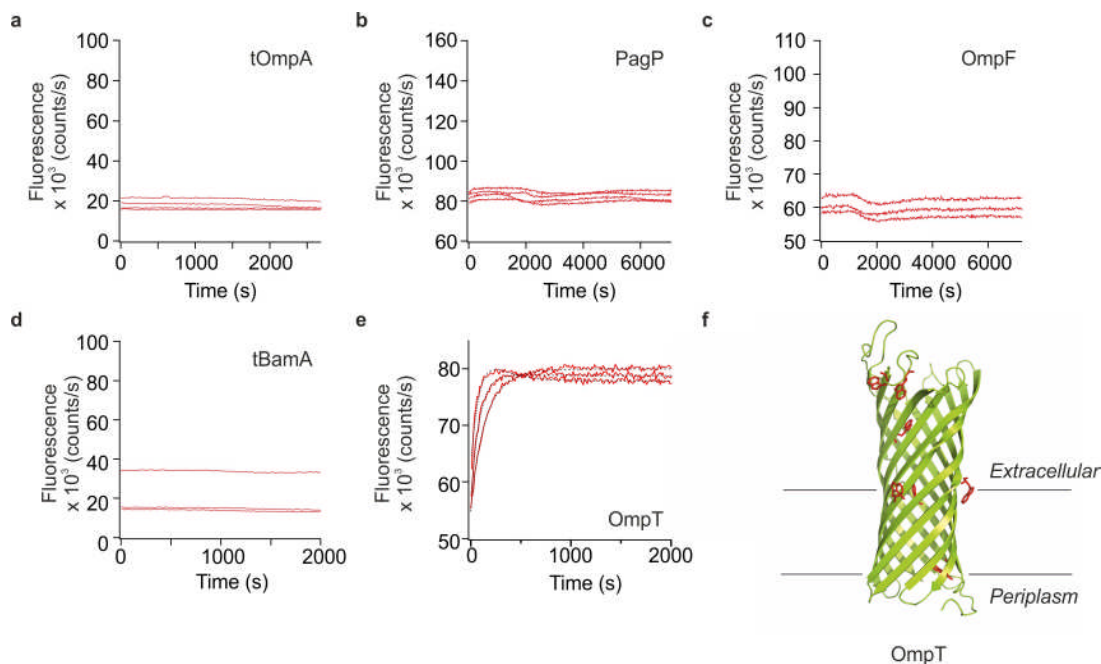 a
tOmpA
Fluorescence
x 10³ (counts/s)
100
80
60
40
20
0
0 1000 2000
Time (s)
b
PagP
Fluorescence
x 10³ (counts/s)
160
140
120
100
80
60
0 2000 4000 6000
Time (s)
c
OmpF
Fluorescence
x 10³ (counts/s)
110
100
90
80
70
60
50
0 2000 4000 6000
Time (s)
d
tBamA
Fluorescence
x 10³ (counts/s)
100
80
60
40
20
0
0 1000 2000
Time (s)
e
OmpT
Fluorescence
x 10³ (counts/s)
80
70
60
50
0 1000 2000
Time (s)
f
Extracellular
Periplasm
OmpT